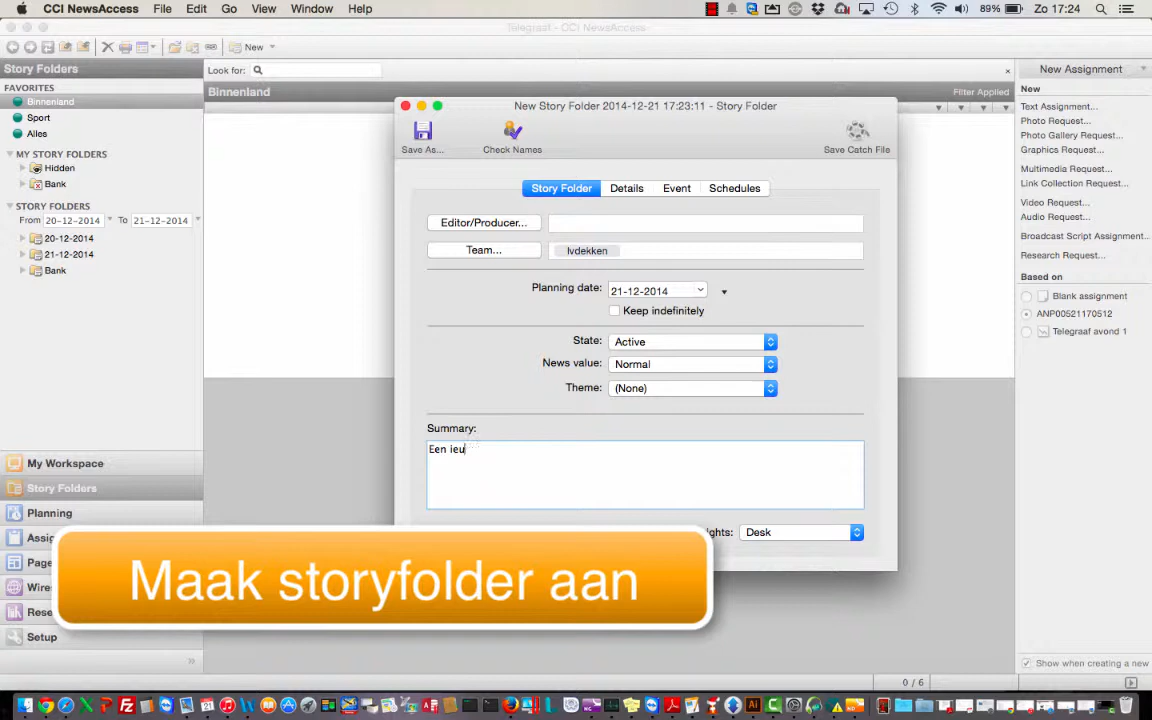 CCI NewsAccess File Edit Go View Window Help 89% Zo 17:24
Telegraaf - CCI NewsAccess
New
Story Folders
Look for:
New Assignment
FAVORITES
Binnenland
Sport
Alles
MY STORY FOLDERS
Hidden
Bank
STORY FOLDERS
From 20-12-2014 To 21-12-2014
20-12-2014
21-12-2014
Bank
Binnenland
Filter Applied
New Story Folder 2014-12-21 17:23:11 - Story Folder
Save As...
Check Names
Save Catch File
Story Folder Details Event Schedules
Editor/Producer...
Team... lvdekken
Planning date: 21-12-2014
Keep indefinitely
State: Active
News value: Normal
Theme: (None)
Summary:
Een ieu
Desk
New
Text Assignment...
Photo Request...
Photo Gallery Request...
Graphics Request...
Multimedia Request...
Link Collection Request...
Video Request...
Audio Request...
Broadcast Script Assignment...
Research Request...
Based on
Blank assignment
ANP00521170512
Telegraaf avond 1
My Workspace
Story Folders
Planning
Setup
Maak storyfolder aan
Show when creating a new
0 / 6